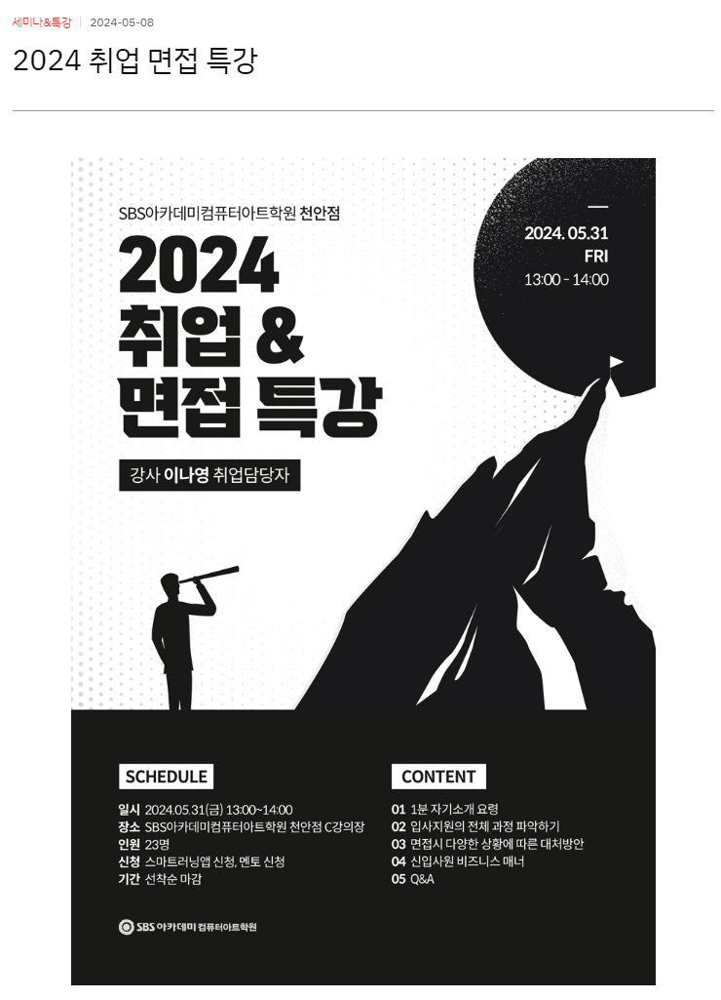 세미나&특강 | 2024-05-08
2024 취업 면접 특강
SBS아카데미컴퓨터아트학원 천안점
2024
취업 &
면접 특강
강사 이나영 취업담당자
2024. 05.31
FRI
13:00 - 14:00
SCHEDULE
일시 2024.05.31(금) 13:00~14:00
장소 SBS아카데미컴퓨터아트학원 천안점 C강의장
인원 23명
신청 스마트러닝앱 신청, 멘토 신청
기간 선착순 마감
CONTENT
01 1분 자기소개 요령
02 입사지원의 전체 과정 파악하기
03 면접시 다양한 상황에 따른 대처방안
04 신입사원 비즈니스 매너
05 Q&A
SBS 아카데미 컴퓨터아트학원